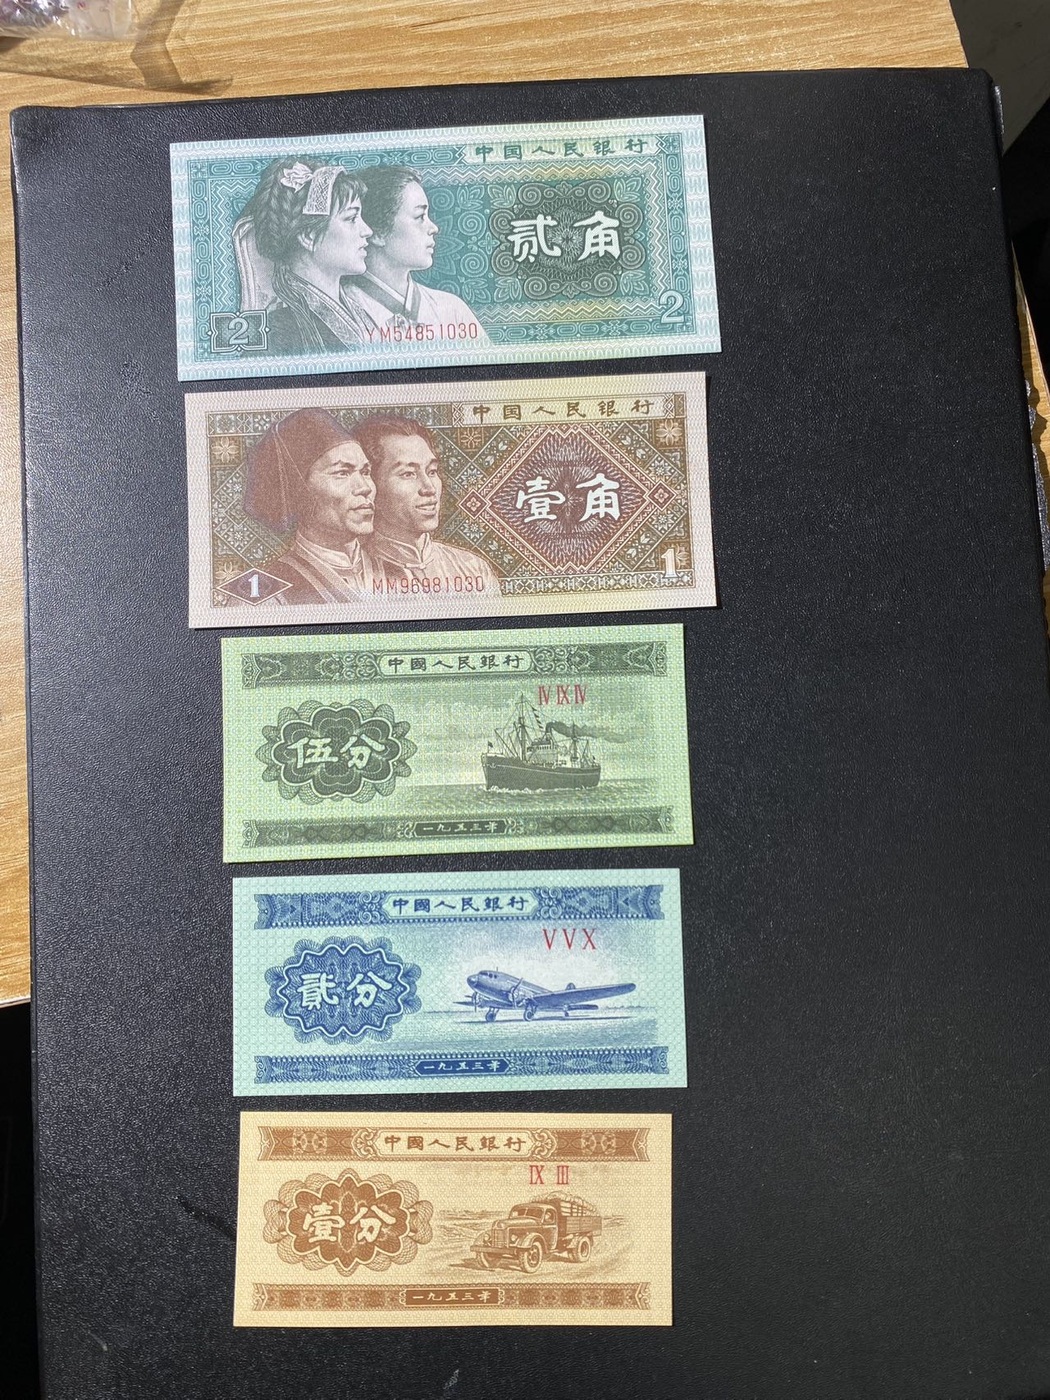 中国人民银行
贰角
2
YM54851030
2
中国人民银行
1
壹角
1
MM96981030
1
中國人民銀行
IV IX IV
伍分
一九五三年
中國人民銀行
V V X
貳分
一九五三年
中國人民銀行
IX III
壹分
一九五三年